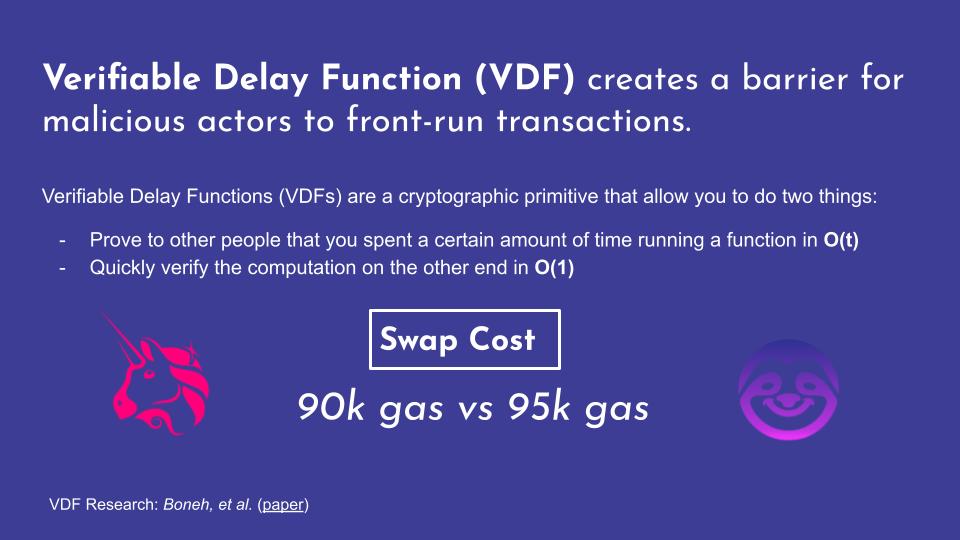 Verifiable Delay Function (VDF) creates a barrier for
malicious actors to front-run transactions.
Verifiable Delay Functions (VDFs) are a cryptographic primitive that allow you to do two things:
- Prove to other people that you spent a certain amount of time running a function in O(t)
- Quickly verify the computation on the other end in O(1)
Swap Cost
90k gas vs 95k gas
VDF Research: Boneh, et al. (paper)